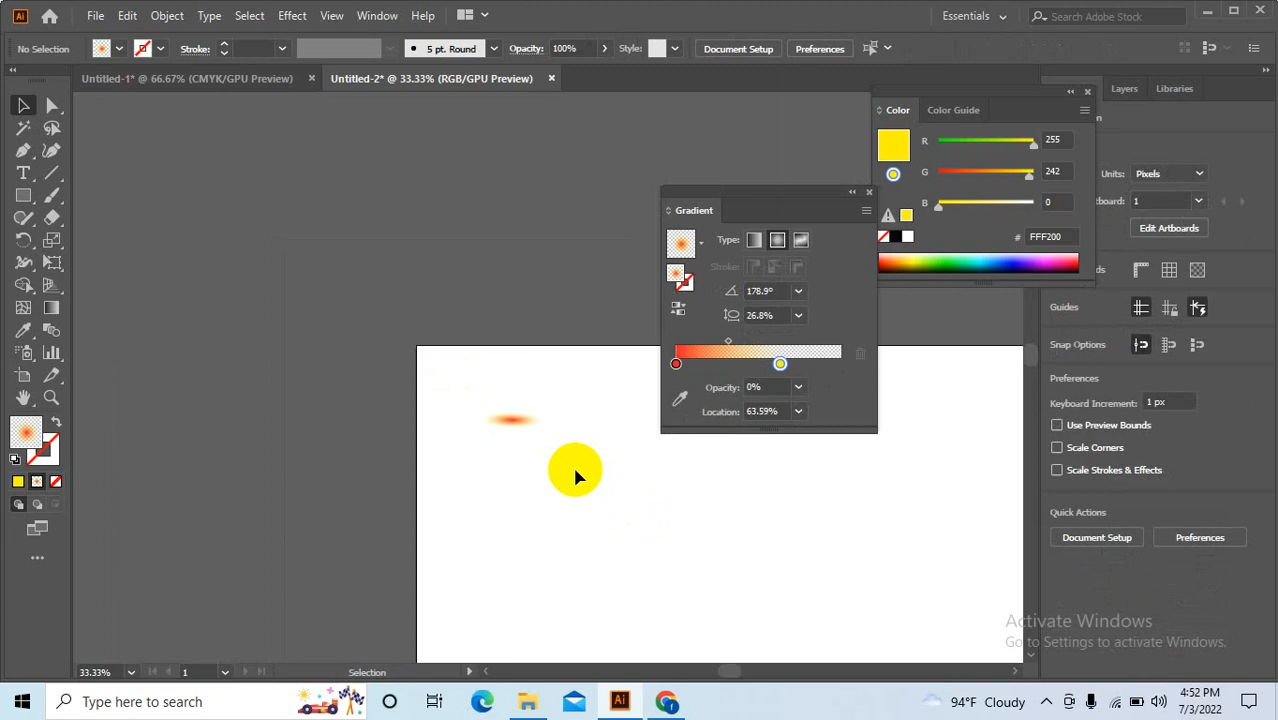 Ai File Edit Object Type Select Effect View Window Help Essentials Search Adobe Stock
No Selection Stroke: 5 pt. Round Opacity: 100% Style: Document Setup Preferences
Untitled-1* @ 66.67% (CMYK/GPU Preview) Untitled-2* @ 33.33% (RGB/GPU Preview)
Layers Libraries
Color Color Guide
R 255
G 242
B 0
# FFF200
Units: Pixels
board: 1
Edit Artboards
ds
Guides
Snap Options
Preferences
Keyboard Increment: 1 px
Use Preview Bounds
Scale Corners
Scale Strokes & Effects
Quick Actions
Document Setup Preferences
Gradient
Type:
Stroke:
178.9°
26.8%
Opacity: 0%
Location: 63.59%
Activate Windows
Go to Settings to activate Windows.
33.33% 1 Selection
Type here to search Ai 94°F Cloudy 4:52 PM
7/3/2022